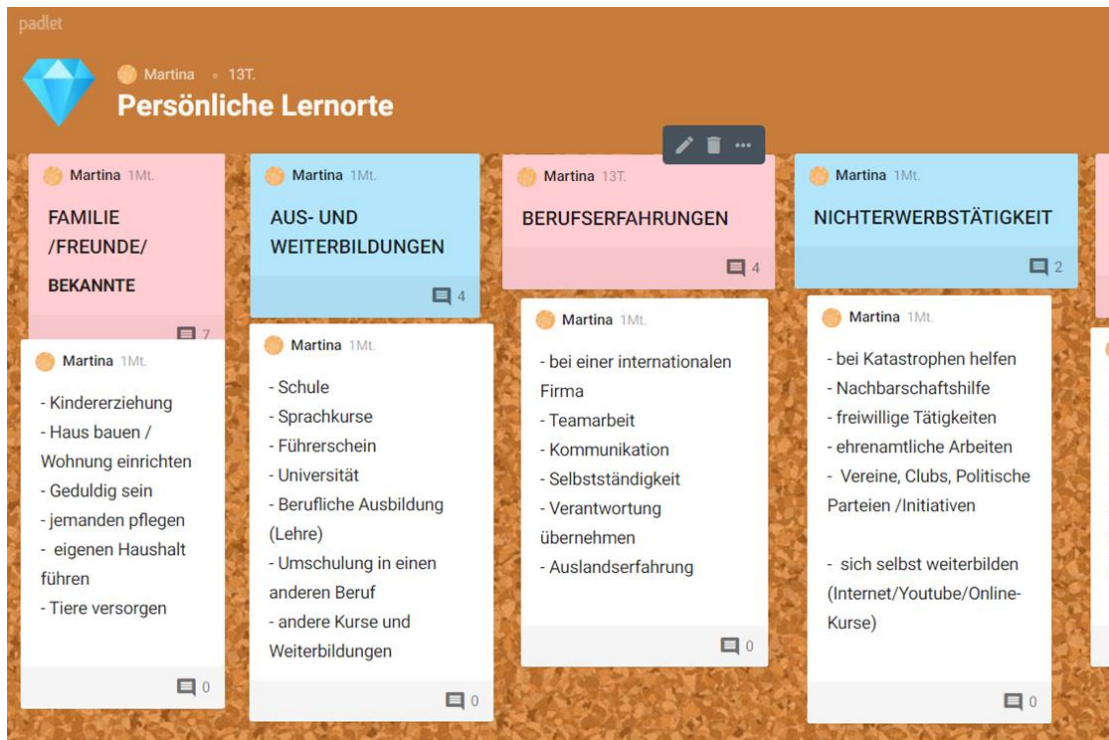 padlet
Martina • 13T.
Persönliche Lernorte
Martina 1Mt.
FAMILIE
/FREUNDE/
BEKANNTE
7
Martina 1Mt.
- Kindererziehung
- Haus bauen /
Wohnung einrichten
- Geduldig sein
- jemanden pflegen
- eigenen Haushalt
führen
- Tiere versorgen
0
Martina 1Mt.
AUS- UND
WEITERBILDUNGEN
4
Martina 1Mt.
- Schule
- Sprachkurse
- Führerschein
- Universität
- Berufliche Ausbildung
(Lehre)
- Umschulung in einen
anderen Beruf
- andere Kurse und
Weiterbildungen
0
Martina 13T.
BERUFSERFAHRUNGEN
4
Martina 1Mt.
- bei einer internationalen
Firma
- Teamarbeit
- Kommunikation
- Selbstständigkeit
- Verantwortung
übernehmen
- Auslandserfahrung
0
Martina 1Mt.
NICHTERWERBSTÄTIGKEIT
2
Martina 1Mt.
- bei Katastrophen helfen
- Nachbarschaftshilfe
- freiwillige Tätigkeiten
- ehrenamtliche Arbeiten
- Vereine, Clubs, Politische
Parteien /Initiativen
- sich selbst weiterbilden
(Internet/Youtube/Online-
Kurse)
0